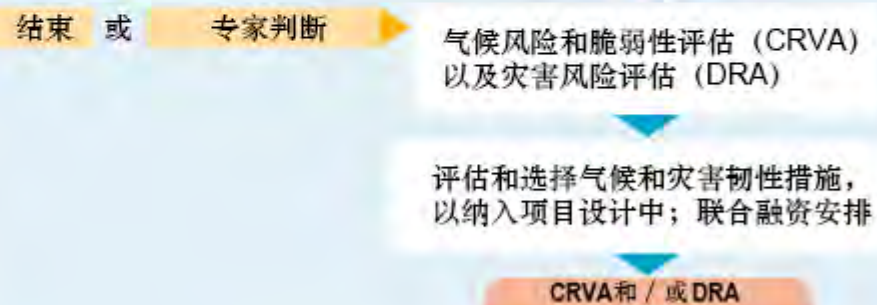 结束 或 专家判断
气候风险和脆弱性评估（CRVA）
以及灾害风险评估（DRA）
评估和选择气候和灾害韧性措施，
以纳入项目设计中；联合融资安排
CRVA和 / 或DRA